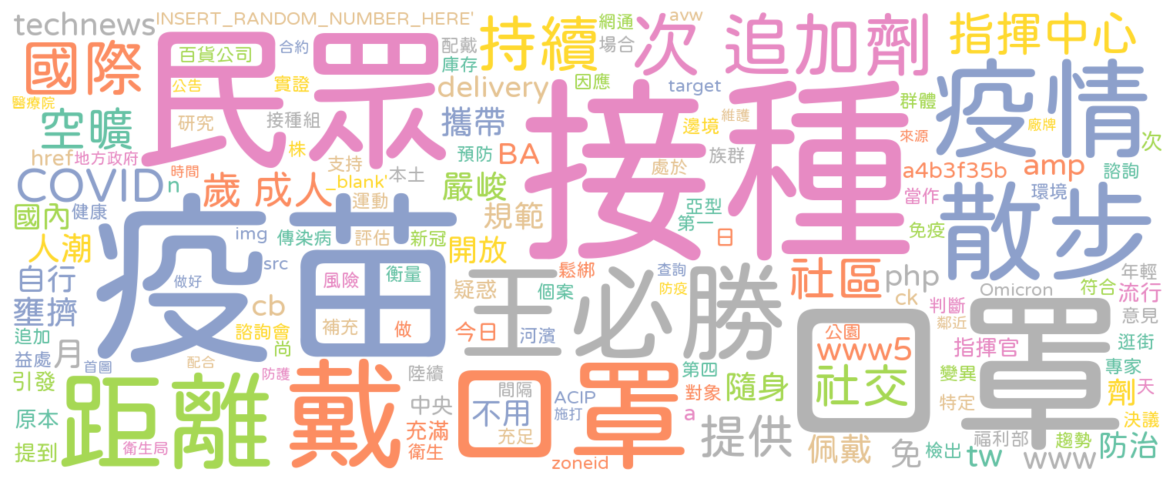 technews
INSERT_RANDOM_NUMBER_HERE'
網通
avw
國際
百貨公司
合約
民眾
配戴
持續
場合
次
追加劑
指揮中心
公告
實證
庫存
因應
疫情
醫療院
delivery
target
群體
空曠
研究
接種組
攜帶
接種
邊境
維護
來源
廠牌
次
href
地方政府
株
支持
本土
預防
BA
處於
族群
a4b3f35b
amp
諮詢
COVID
n
時間
歲
成人
_blank'
運動
嚴峻
亞型
當作
環境
國內
健康
疫苗
規範
第一
日
免疫
散步
人潮
img
傳染病
評估
新冠
開放
自行
src
做好
風險
衡量
王必勝
鬆綁
查詢
社區
php
年輕
壅擠
cb
疑惑
個案
防疫
Omicron
符合
流行
ck
判斷
追加
月
諮詢會
補充
做
今日
河濱
口罩
公園
鄰近
意見
益處
首圖
尚
配合
www5
指揮官
逛街
引發
距離
防護
戴
陸續
口罩
間隔
ACIP
第四
隨身
社交
變異
專家
不用
施打
對象
劑
天
原本
中央
充足
a
提供
佩戴
特定
決議
提到
衛生局
充滿
衛生
zoneid
免
檢出
福利部
趨勢
防治
tw
www